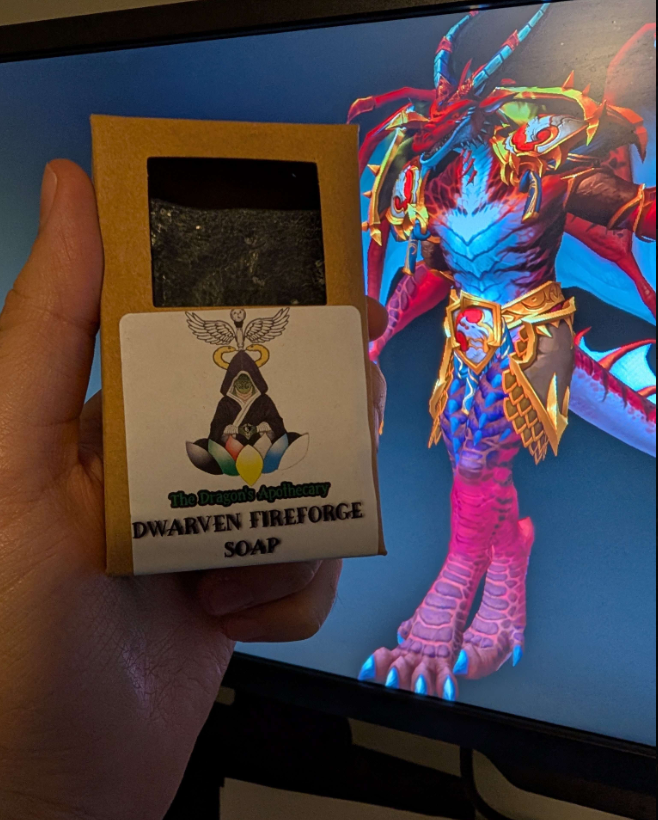 The Dragon's Apothecary
DWARVEN FIREFORGE
SOAP